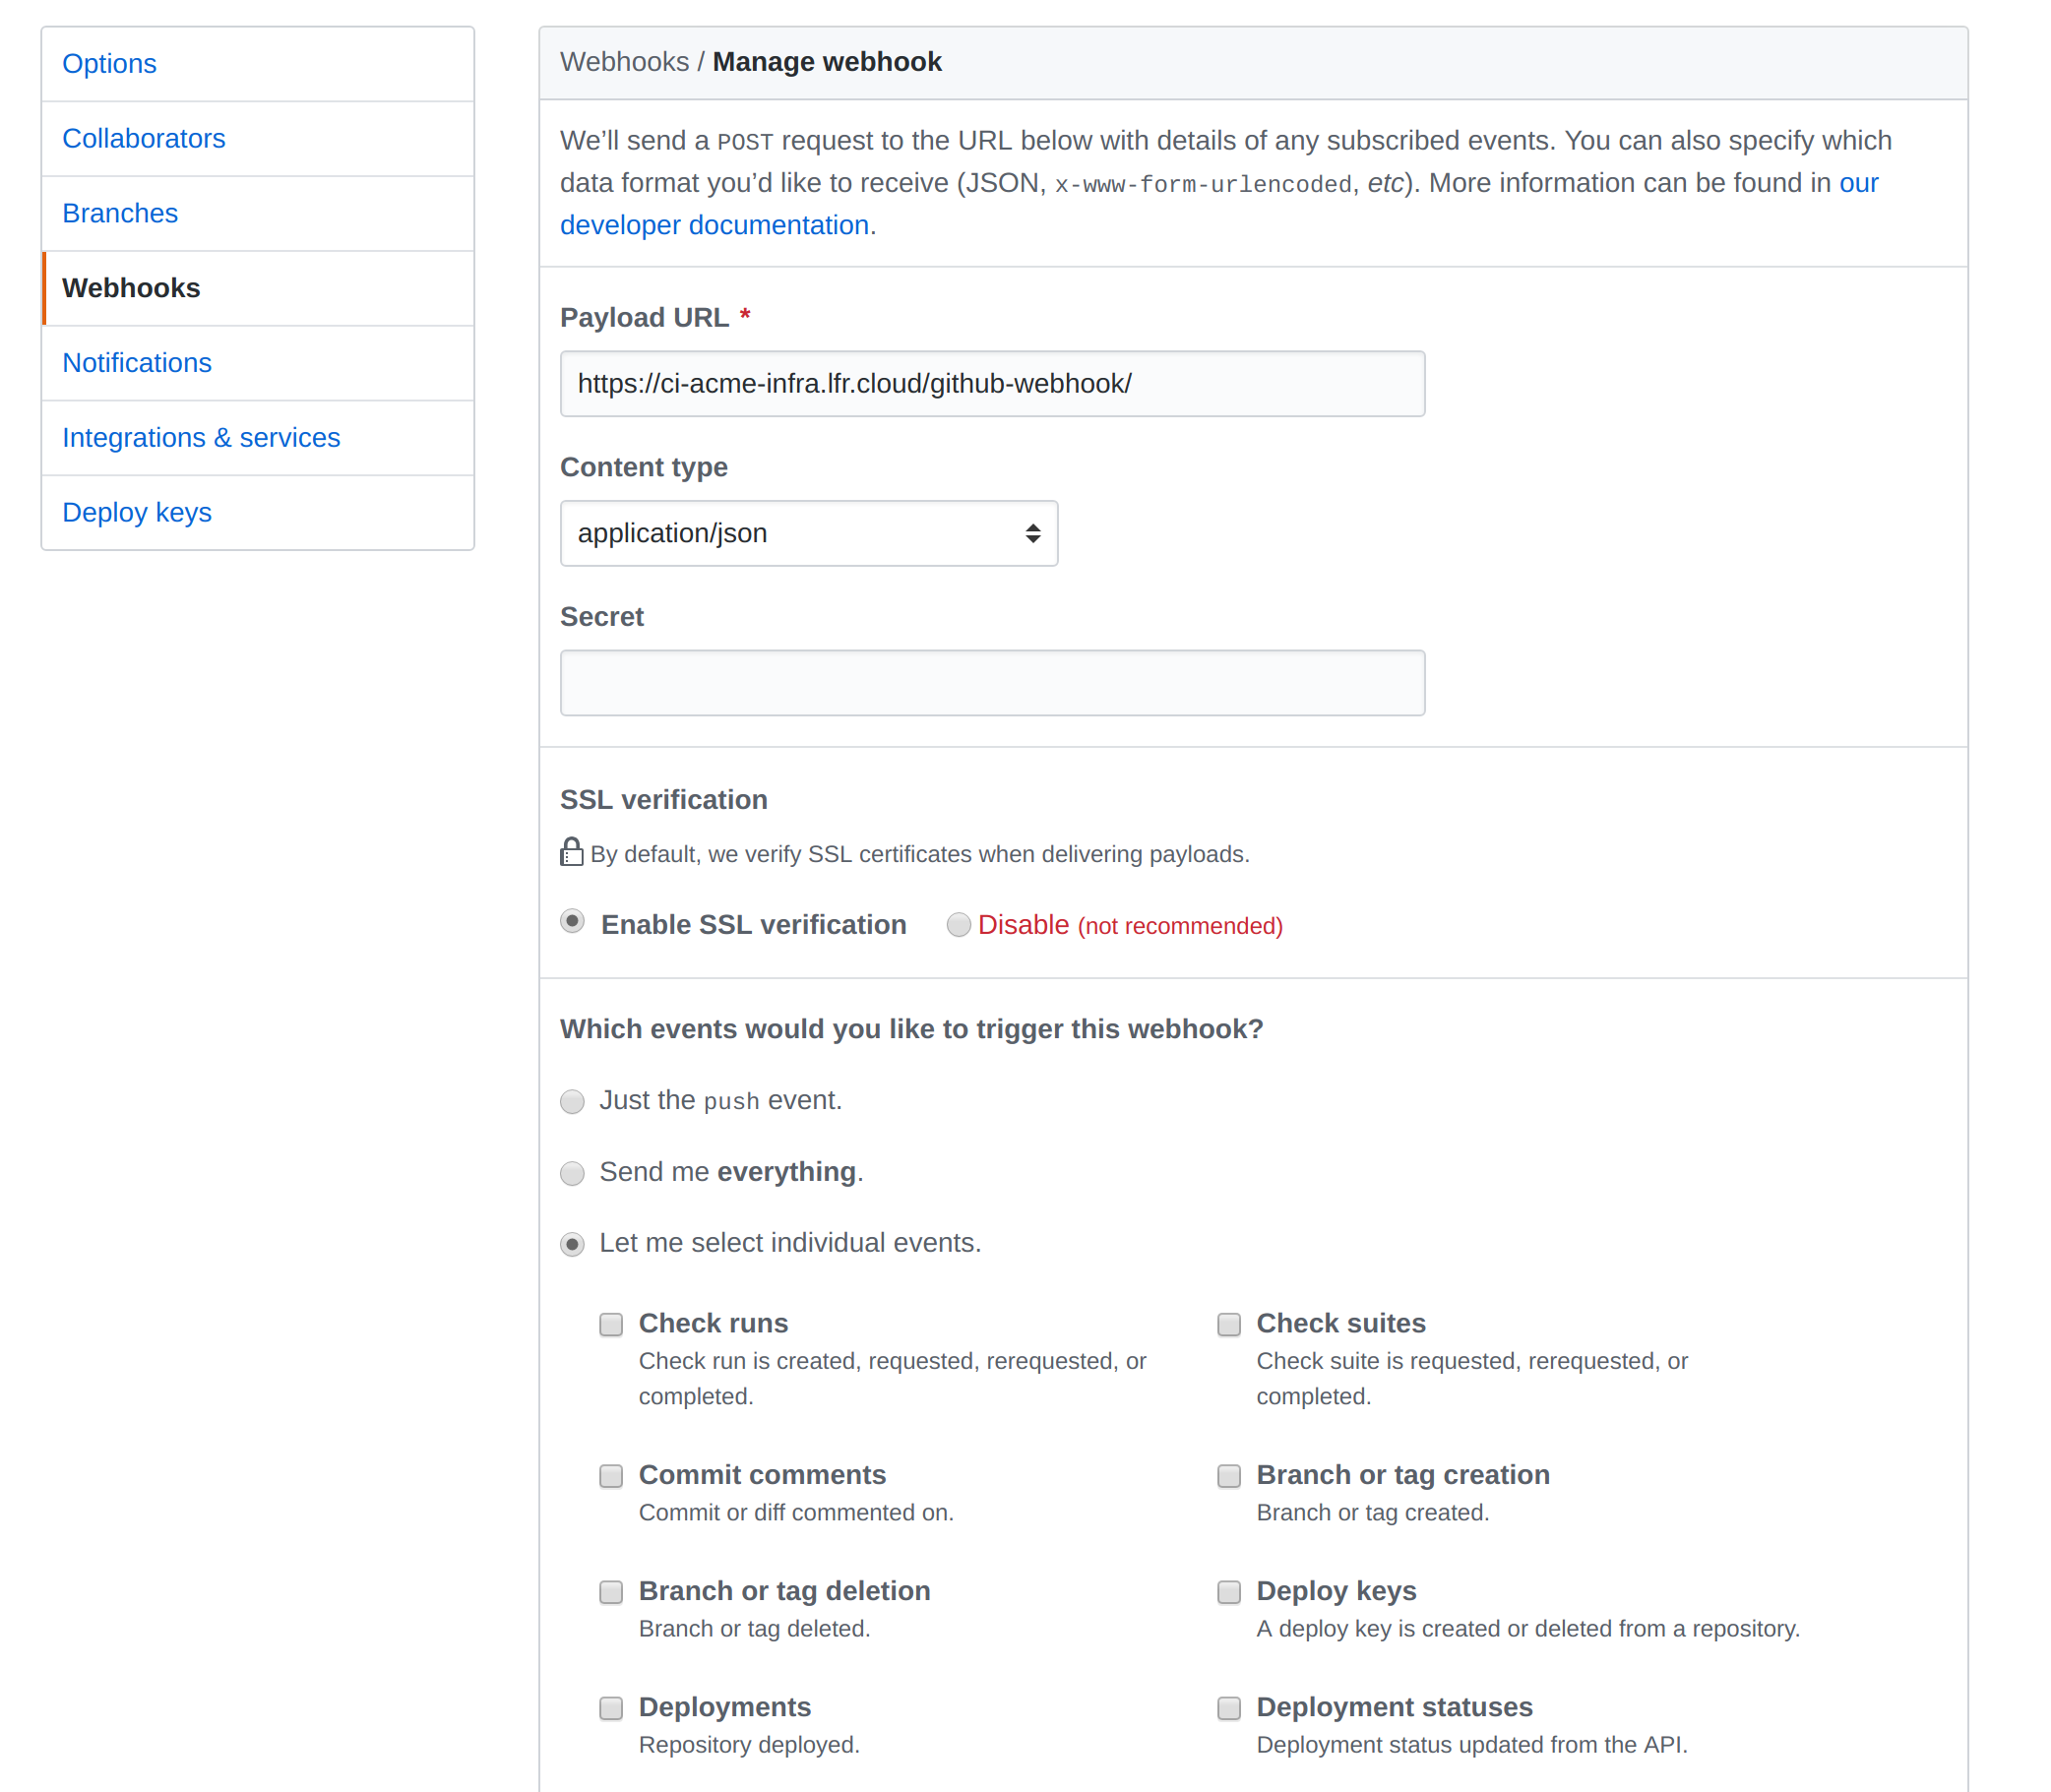 Options
Collaborators
Branches
Webhooks
Notifications
Integrations & services
Deploy keys
Webhooks / Manage webhook
We’ll send a POST request to the URL below with details of any subscribed events. You can also specify which
data format you’d like to receive (JSON, x-www-form-urlencoded, etc). More information can be found in our
developer documentation.
Payload URL *
https://ci-acme-infra.lfr.cloud/github-webhook/
Content type
application/json
Secret
SSL verification
By default, we verify SSL certificates when delivering payloads.
Enable SSL verification Disable (not recommended)
Which events would you like to trigger this webhook?
Just the push event.
Send me everything.
Let me select individual events.
Check runs
Check run is created, requested, rerequested, or
completed.
Check suites
Check suite is requested, rerequested, or
completed.
Commit comments
Commit or diff commented on.
Branch or tag creation
Branch or tag created.
Branch or tag deletion
Branch or tag deleted.
Deploy keys
A deploy key is created or deleted from a repository.
Deployments
Repository deployed.
Deployment statuses
Deployment status updated from the API.